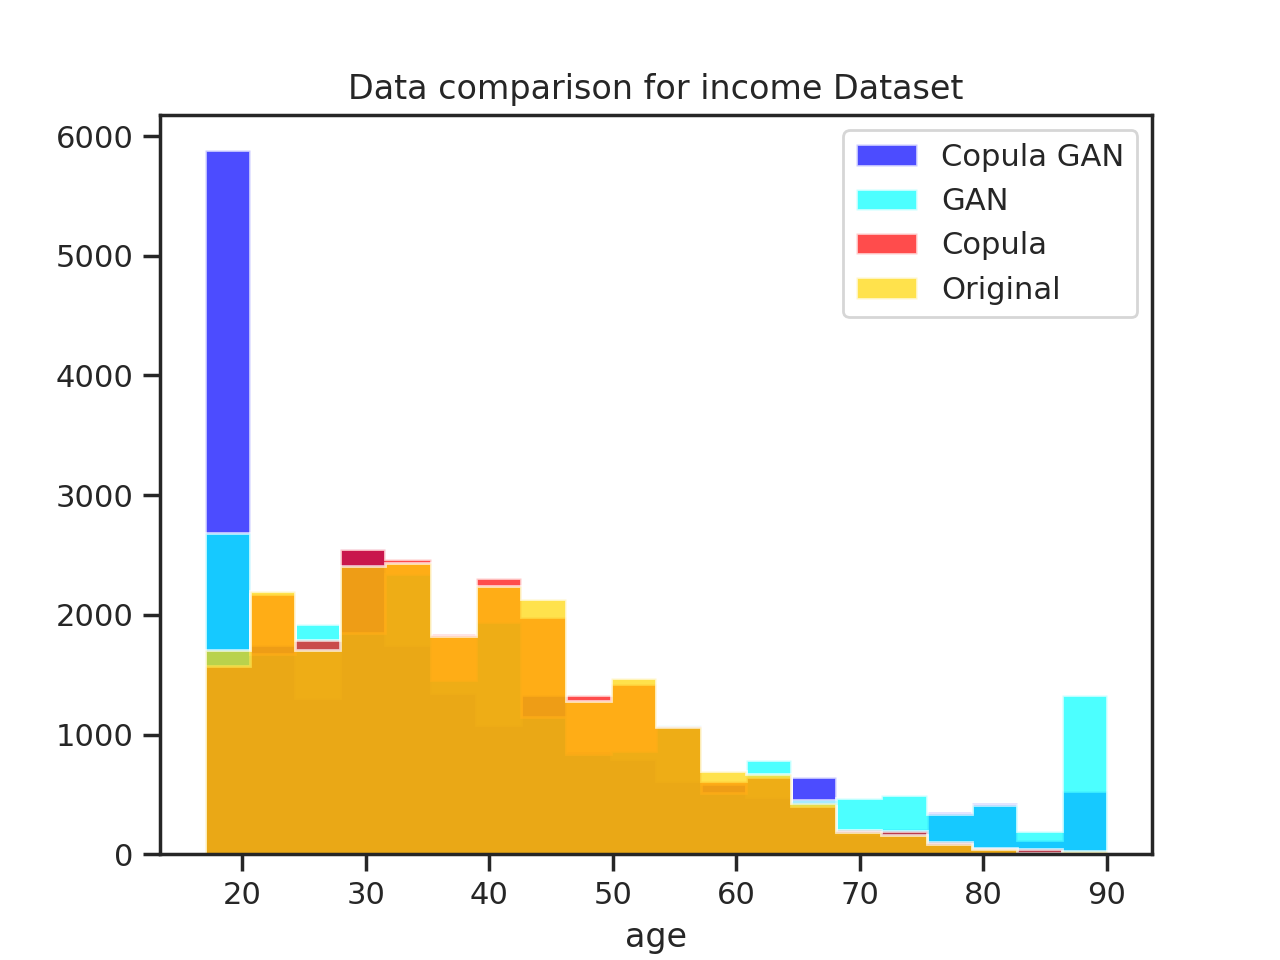 Data comparison for income Dataset
6000
5000
4000
3000
2000
1000
0
Copula GAN
GAN
Copula
Original
20 30 40 50 60 70 80 90
age